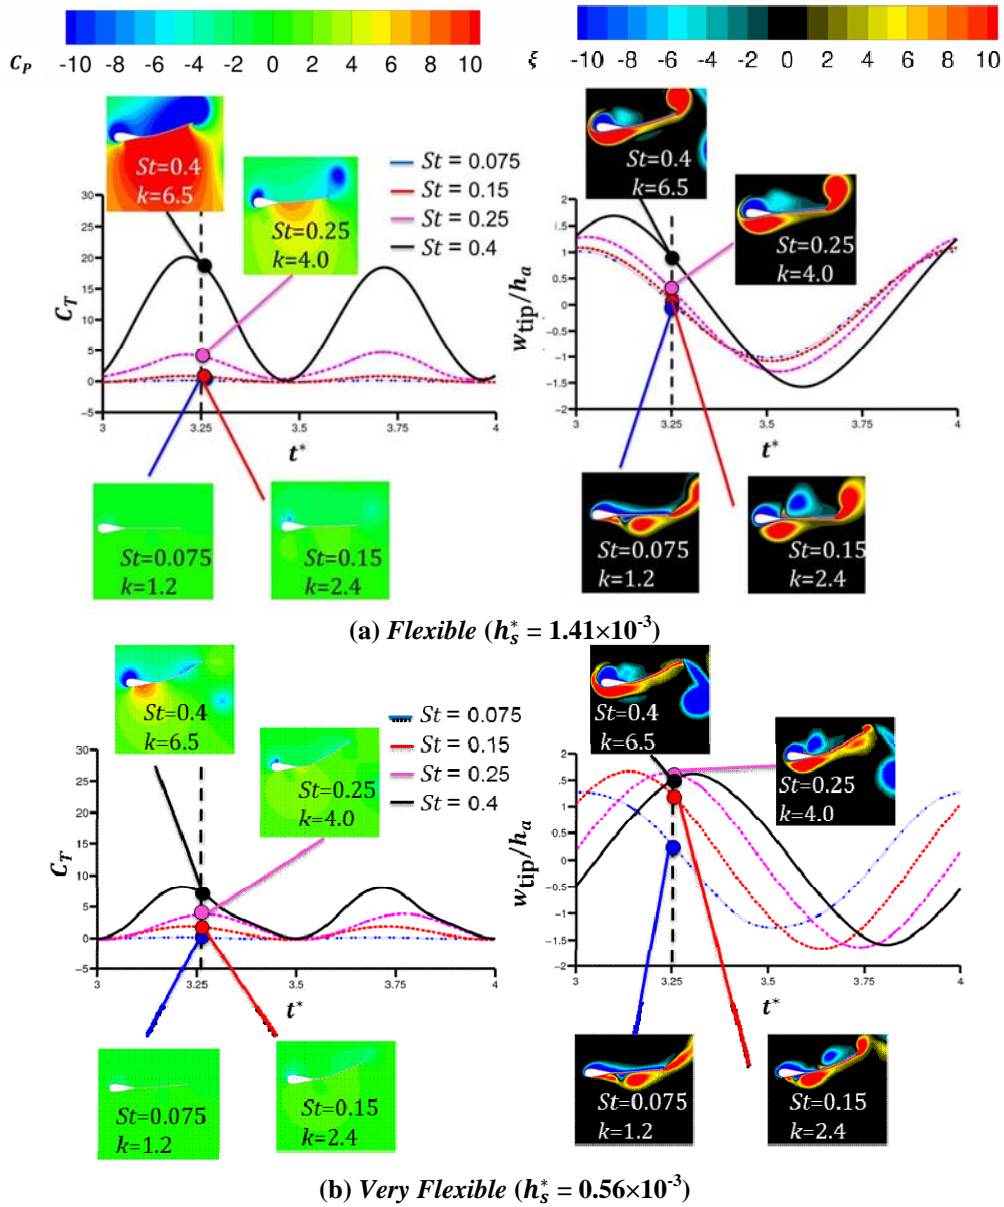 C_P -10 -8 -6 -4 -2 0 2 4 6 8 10
ξ -10 -8 -6 -4 -2 0 2 4 6 8 10
St=0.4
k=6.5
St=0.25
k=4.0
St = 0.075
St = 0.15
St = 0.25
St = 0.4
C_T
30
25
20
15
10
5
0
-5
3 3.25 3.5 3.75 4
t*
St=0.075
k=1.2
St=0.15
k=2.4
St=0.4
k=6.5
St=0.25
k=4.0
w_tip/h_a
2
1.5
1
0.5
0
-0.5
-1
-1.5
-2
3 3.25 3.5 3.75 4
t*
St=0.075
k=1.2
St=0.15
k=2.4
(a) Flexible (h*_s = 1.41×10⁻³)
St=0.4
k=6.5
St=0.25
k=4.0
St = 0.075
St = 0.15
St = 0.25
St = 0.4
C_T
30
25
20
15
10
5
0
-5
3 3.25 3.5 3.75 4
t*
St=0.075
k=1.2
St=0.15
k=2.4
St=0.4
k=6.5
St=0.25
k=4.0
w_tip/h_a
2
1.5
1
0.5
0
-0.5
-1
-1.5
-2
3 3.25 3.5 3.75 4
t*
St=0.075
k=1.2
St=0.15
k=2.4
(b) Very Flexible (h*_s = 0.56×10⁻³)